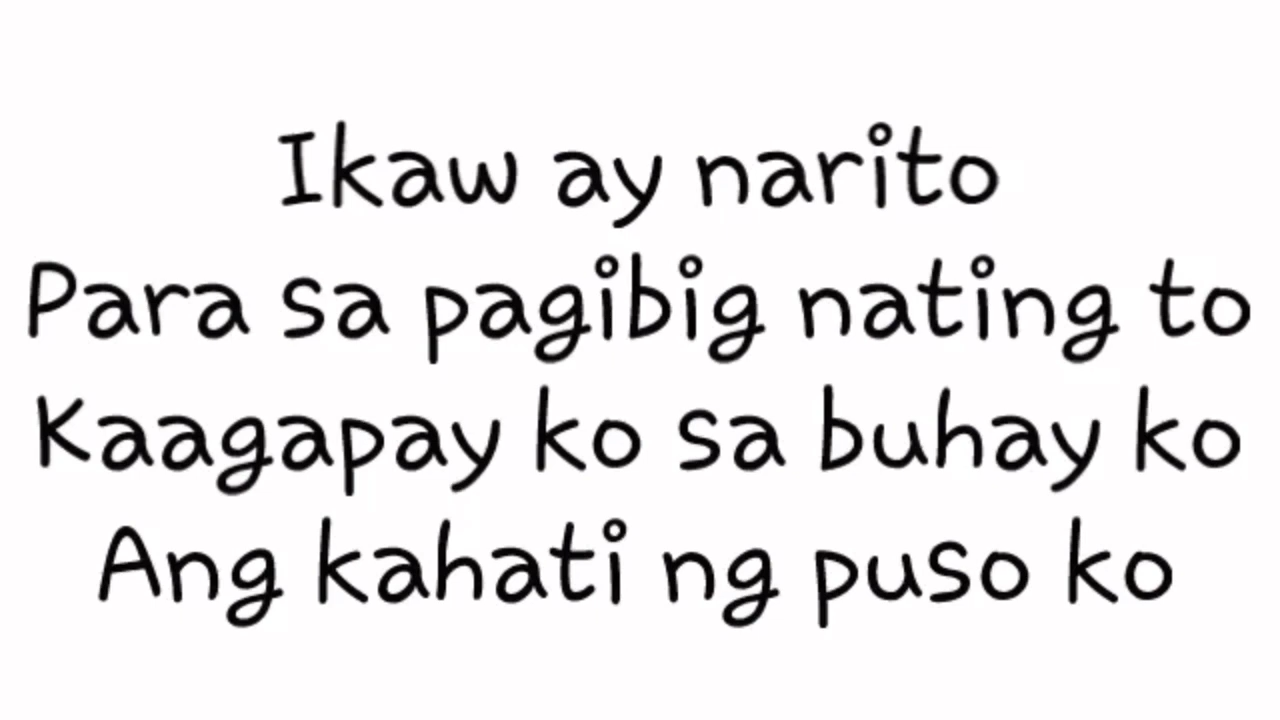 Ikaw ay narito
Para sa pagibig nating to
Kaagapay ko sa buhay ko
Ang kahati ng puso ko